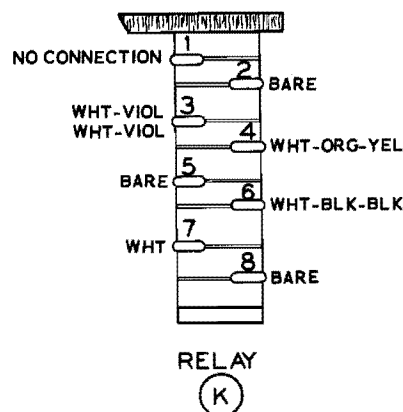 1
NO CONNECTION
2
BARE
3
WHT-VIOL
WHT-VIOL
4
WHT-ORG-YEL
5
BARE
6
WHT-BLK-BLK
7
WHT
8
BARE
RELAY
K